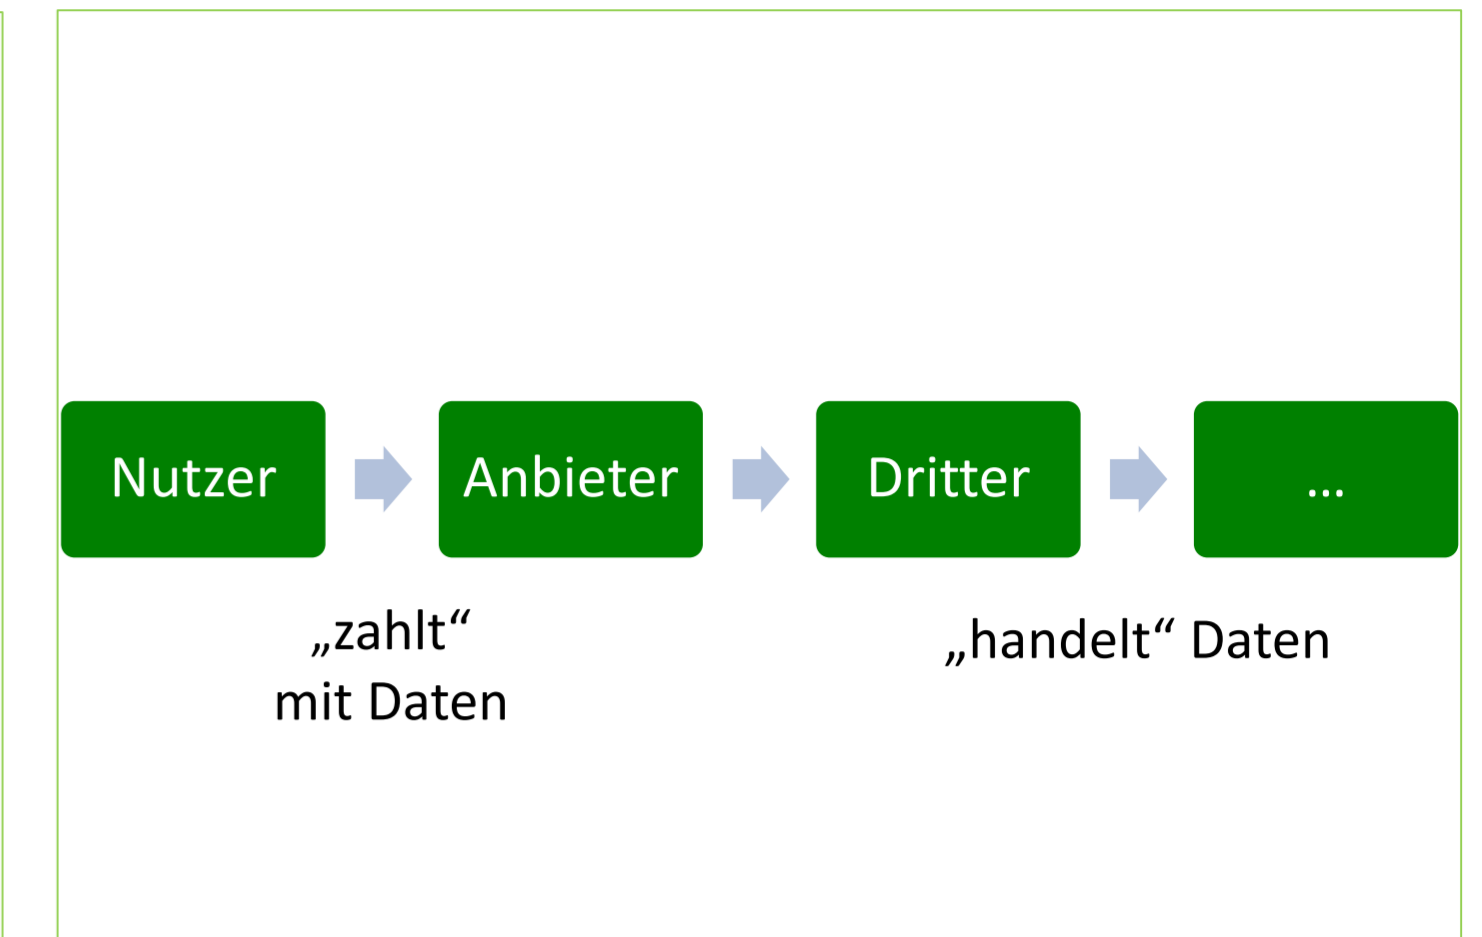 Nutzer
Anbieter
Dritter
...
„zahlt“
mit Daten
„handelt“ Daten